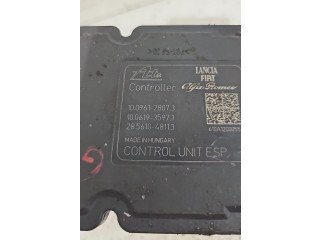 Ate
LANCIA
FIAT
Alfa-Romeo
Controller
10.0961-2807.3
10.0619-3597.1
28.5610-4811.3
MADE IN HUNGARY
CONTROL UNIT ESP